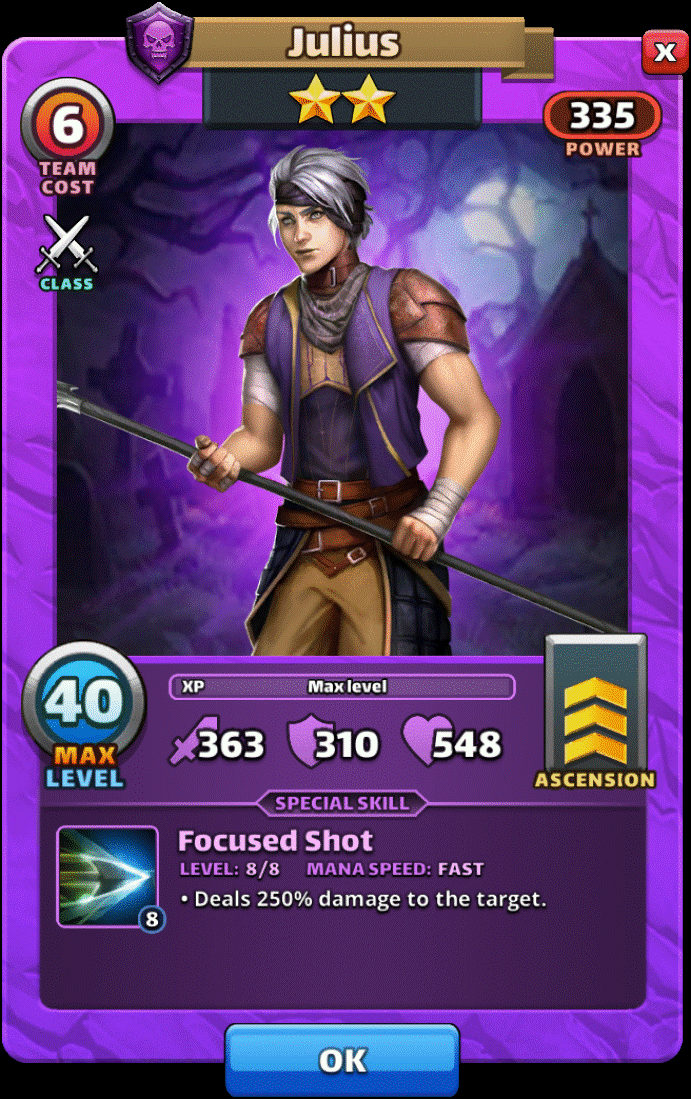 Julius
X
6
TEAM
COST
335
POWER
CLASS
40
MAX
LEVEL
XP Max level
363 310 548
ASCENSION
SPECIAL SKILL
Focused Shot
LEVEL: 8/8 MANA SPEED: FAST
• Deals 250% damage to the target.
8
OK